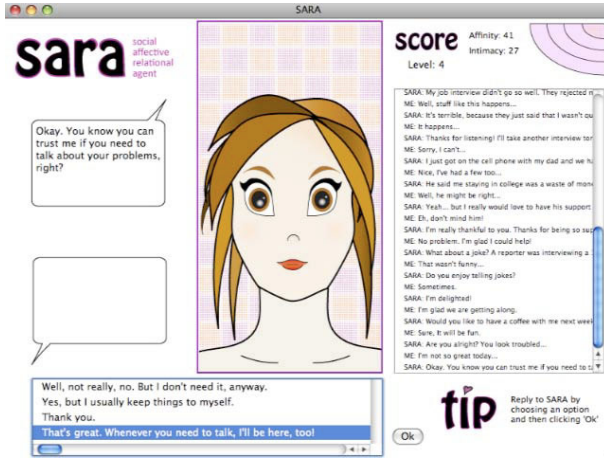 SARA
sara
social
affective
relational
agent
score
Affinity: 41
Intimacy: 27
Level: 4
Okay. You know you can
trust me if you need to
talk about your problems,
right?
SARA: My job interview didn't go so well. They rejected
ME: Well, stuff like this happens...
SARA: It's terrible, because they just said that I wasn't
ME: It happens...
SARA: Thanks for listening! I'll take another interview
ME: Sorry, I can't...
SARA: I just got on the cell phone with my dad and we
ME: Nice, I've had a few too...
SARA: He said me staying in college was a waste of
ME: Well, he might be right...
SARA: Yeah... but I really would love to have his support
ME: Eh, don't mind him!
SARA: I'm really thankful to you. Thanks for being so
ME: No problem. I'm glad I could help!
SARA: What about a joke? A reporter was interviewing a
ME: That wasn't funny...
SARA: Do you enjoy telling jokes?
ME: Sometimes.
SARA: I'm delighted!
ME: I'm glad we are getting along.
SARA: Would you like to have a coffee with me next
ME: Sure, It will be fun.
SARA: Are you alright? You look troubled...
ME: I'm not so great today...
SARA: Okay. You know you can trust me if you need to
Well, not really, no. But I don't need it, anyway.
Yes, but I usually keep things to myself.
Thank you.
That's great. Whenever you need to talk, I'll be here, too!
Ok
tip
Reply to SARA by
choosing an option
and then clicking 'Ok'